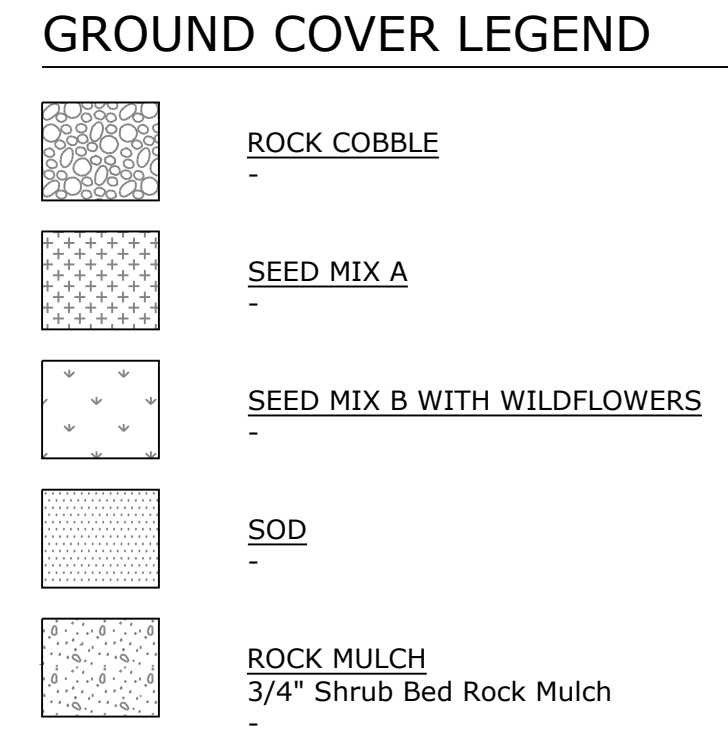 GROUND COVER LEGEND
ROCK COBBLE
-
SEED MIX A
-
SEED MIX B WITH WILDFLOWERS
-
SOD
-
ROCK MULCH
3/4" Shrub Bed Rock Mulch
-